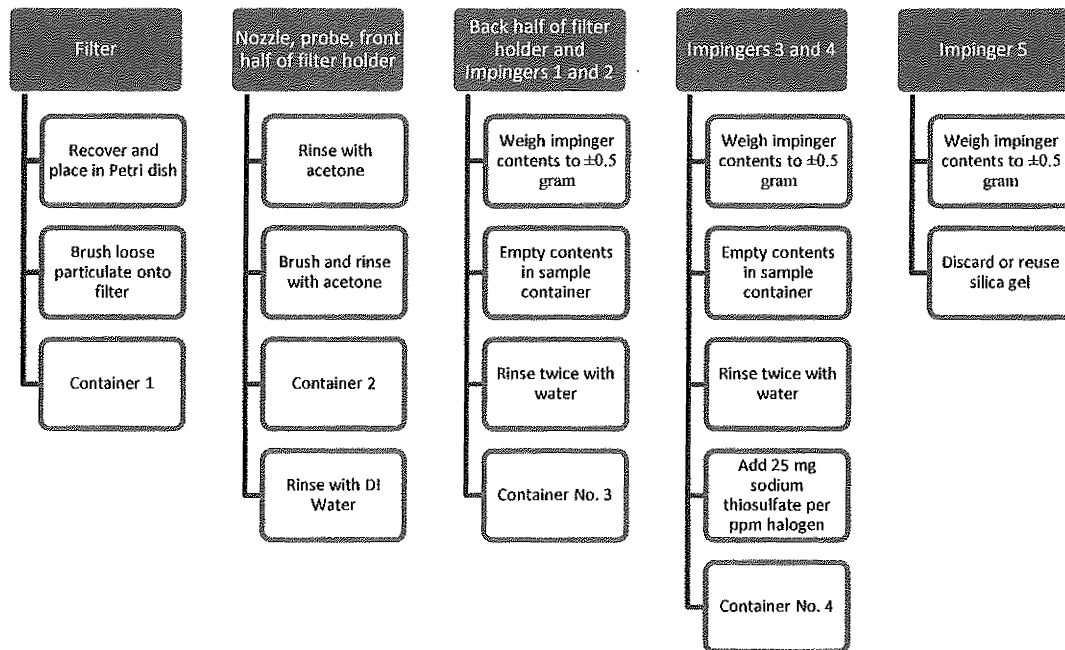 Filter
Recover and
place in Petri dish
Brush loose
particulate onto
filter
Container 1
Nozzle, probe, front
half of filter holder
Rinse with
acetone
Brush and rinse
with acetone
Container 2
Rinse with DI
Water
Back half of filter
holder and
Impingers 1 and 2
Weigh impinger
contents to ±0.5
gram
Empty contents
in sample
container
Rinse twice with
water
Container No. 3
Impingers 3 and 4
Weigh impinger
contents to ±0.5
gram
Empty contents
in sample
container
Rinse twice with
water
Add 25 mg
sodium
thiosulfate per
ppm halogen
Container No. 4
Impinger 5
Weigh impinger
contents to ±0.5
gram
Discard or reuse
silica gel